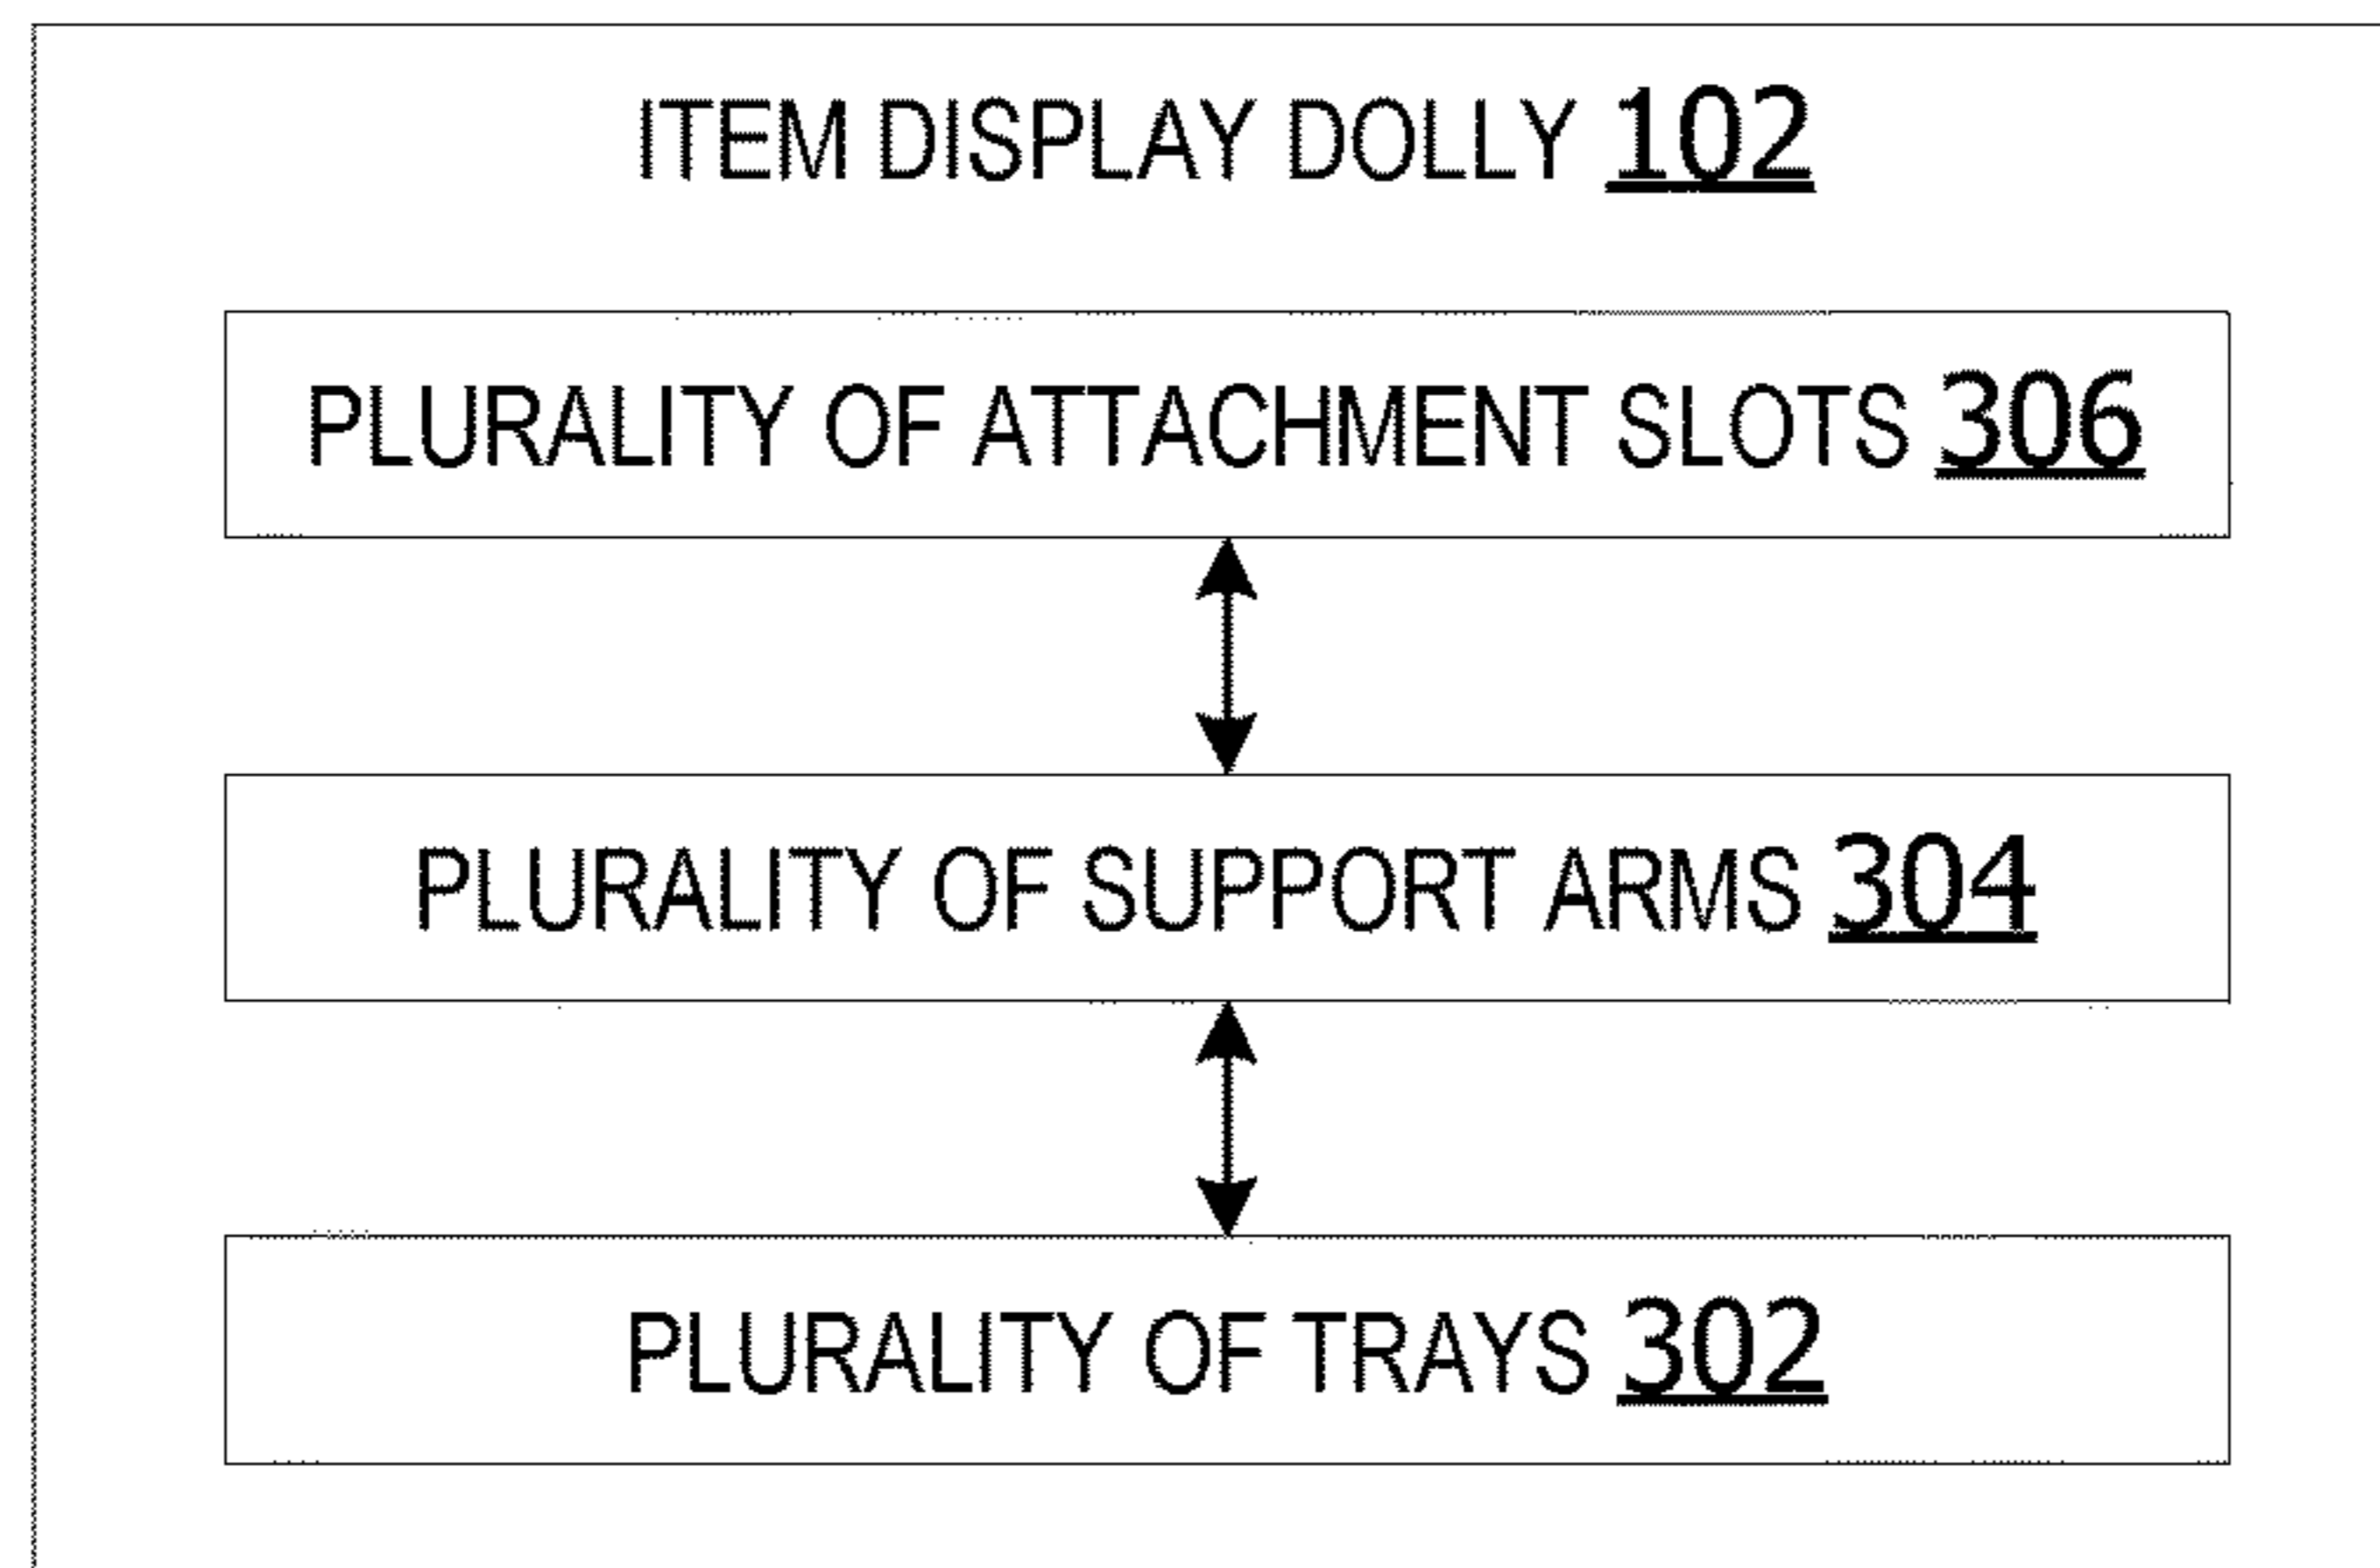 ITEM DISPLAY DOLLY 102
PLURALITY OF ATTACHMENT SLOTS 306
PLURALITY OF SUPPORT ARMS 304
PLURALITY OF TRAYS 302